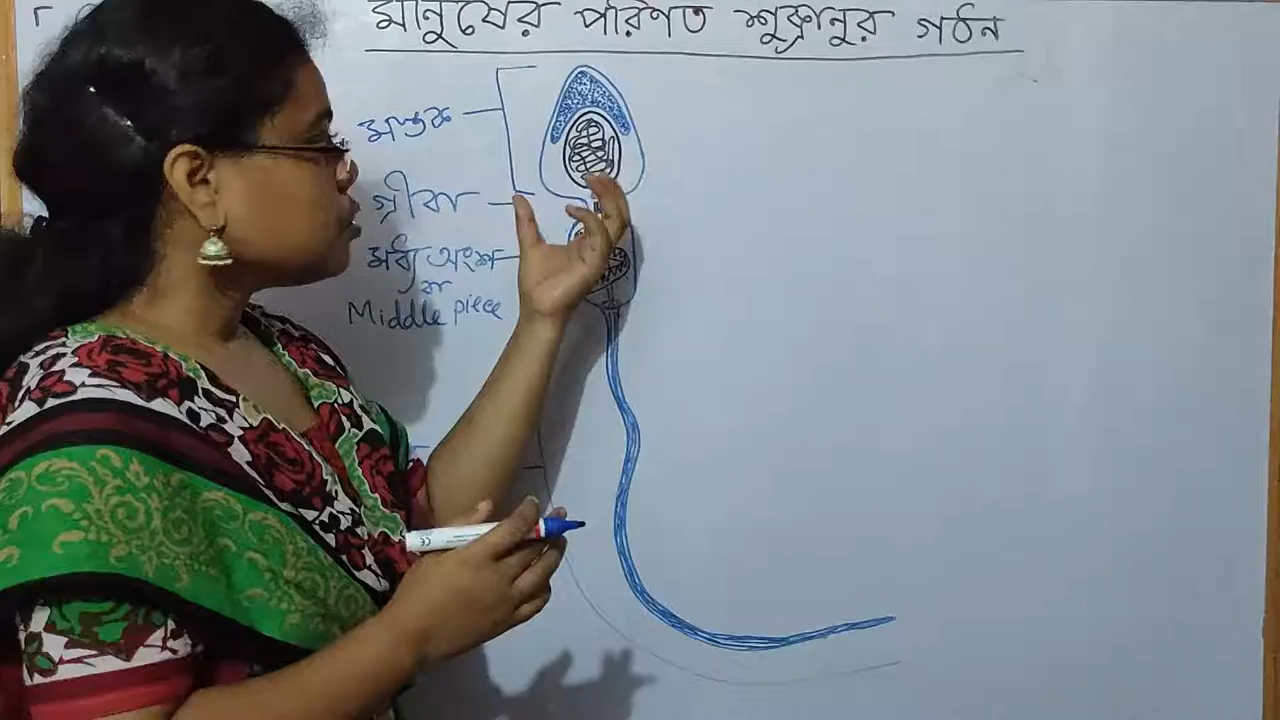 মানুষের পরিণত শুক্রানুর গঠন
মস্তক
গ্রীবা
মধ্য অংশ
বা
Middle piece